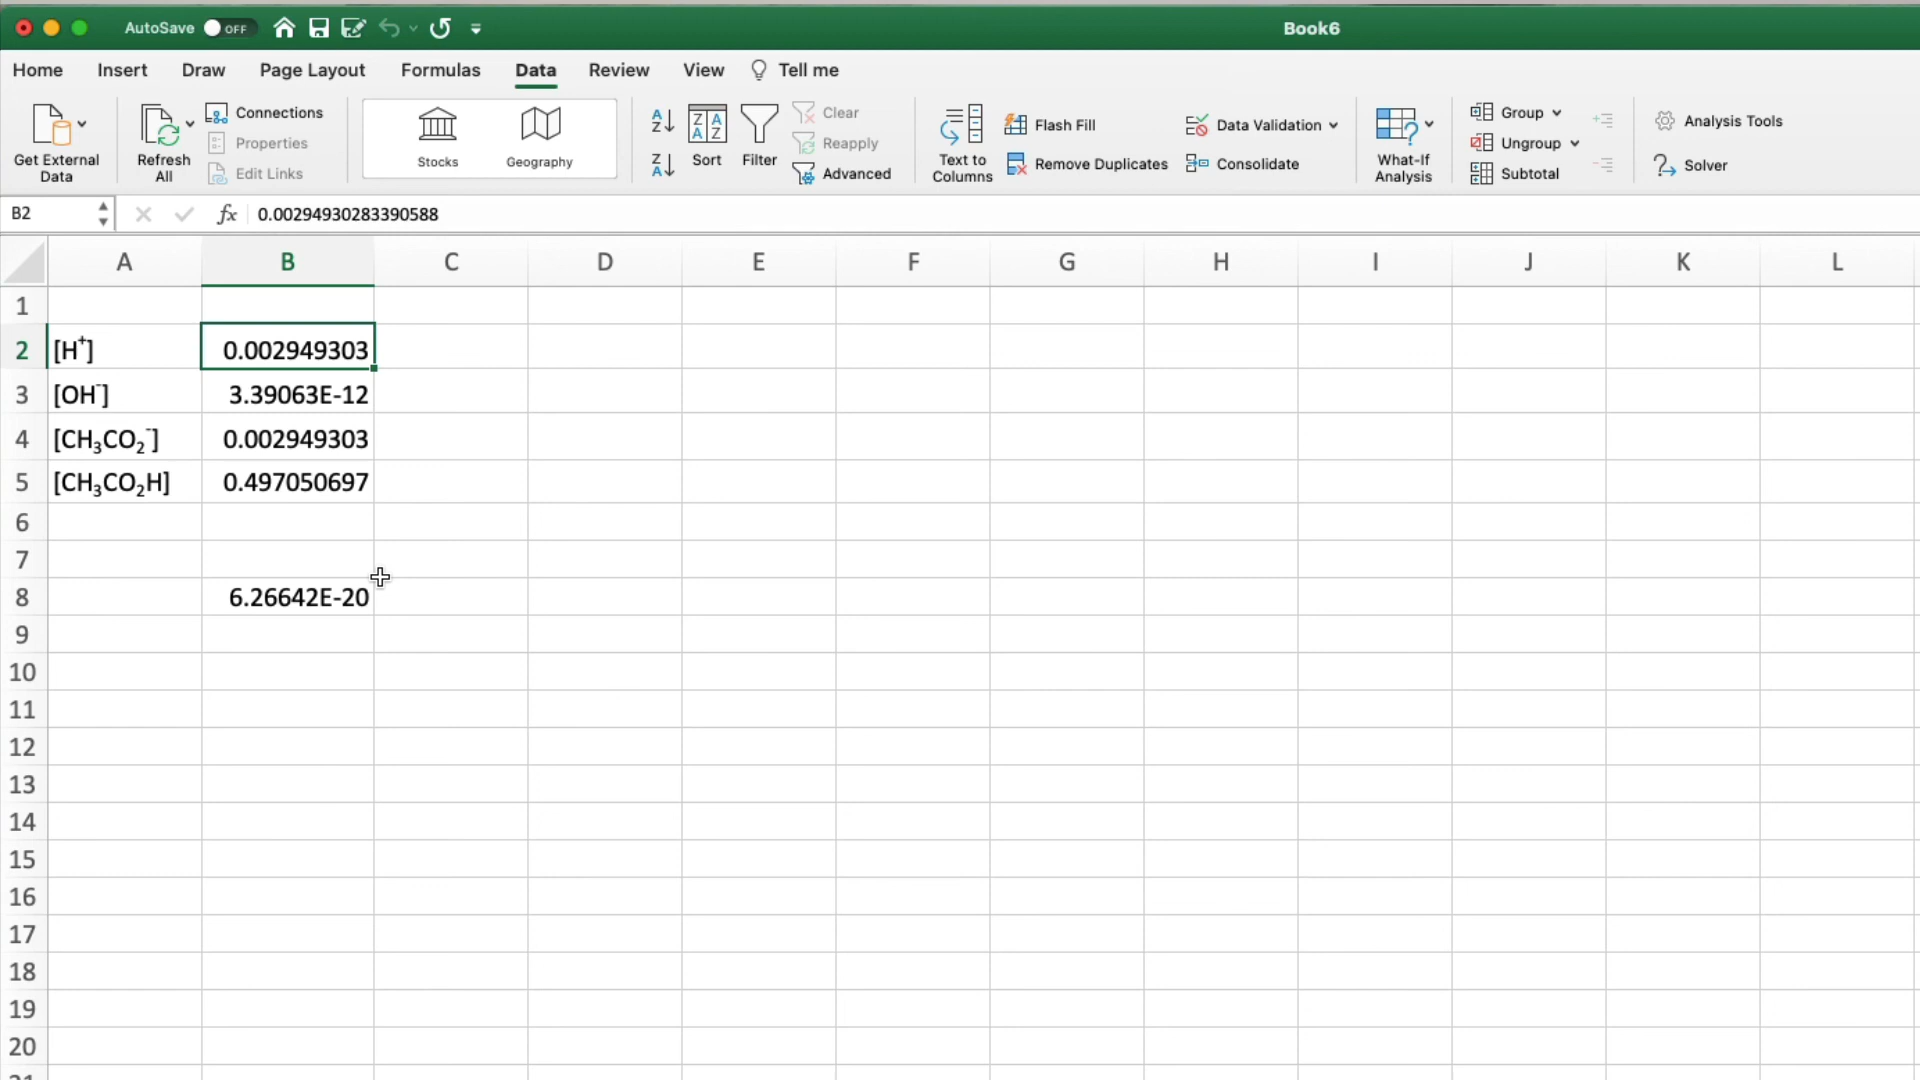 AutoSave OFF Book6
Home Insert Draw Page Layout Formulas Data Review View Tell me
Get External Data
Refresh All
Connections
Properties
Edit Links
Stocks
Geography
Sort
Filter
Clear
Reapply
Advanced
Text to Columns
Flash Fill
Remove Duplicates
Data Validation
Consolidate
What-If Analysis
Group
Ungroup
Subtotal
Analysis Tools
Solver
B2 fx 0.00294930283390588
A B C D E F G H I J K L
1
2 [H⁺] 0.002949303
3 [OH⁻] 3.39063E-12
4 [CH₃CO₂⁻] 0.002949303
5 [CH₃CO₂H] 0.497050697
6
7
8 6.26642E-20
9
10
11
12
13
14
15
16
17
18
19
20